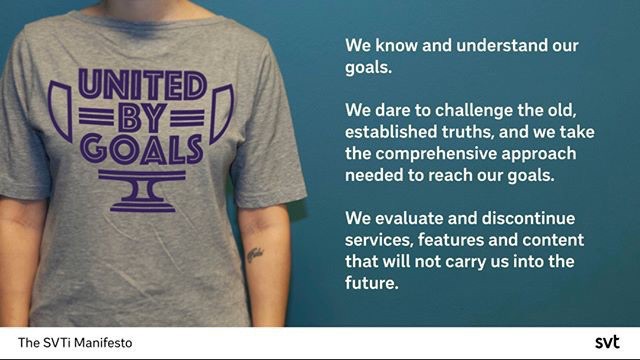 UNITED
BY
GOALS
We know and understand our
goals.
We dare to challenge the old,
established truths, and we take
the comprehensive approach
needed to reach our goals.
We evaluate and discontinue
services, features and content
that will not carry us into the
future.
The SVTi Manifesto
svt